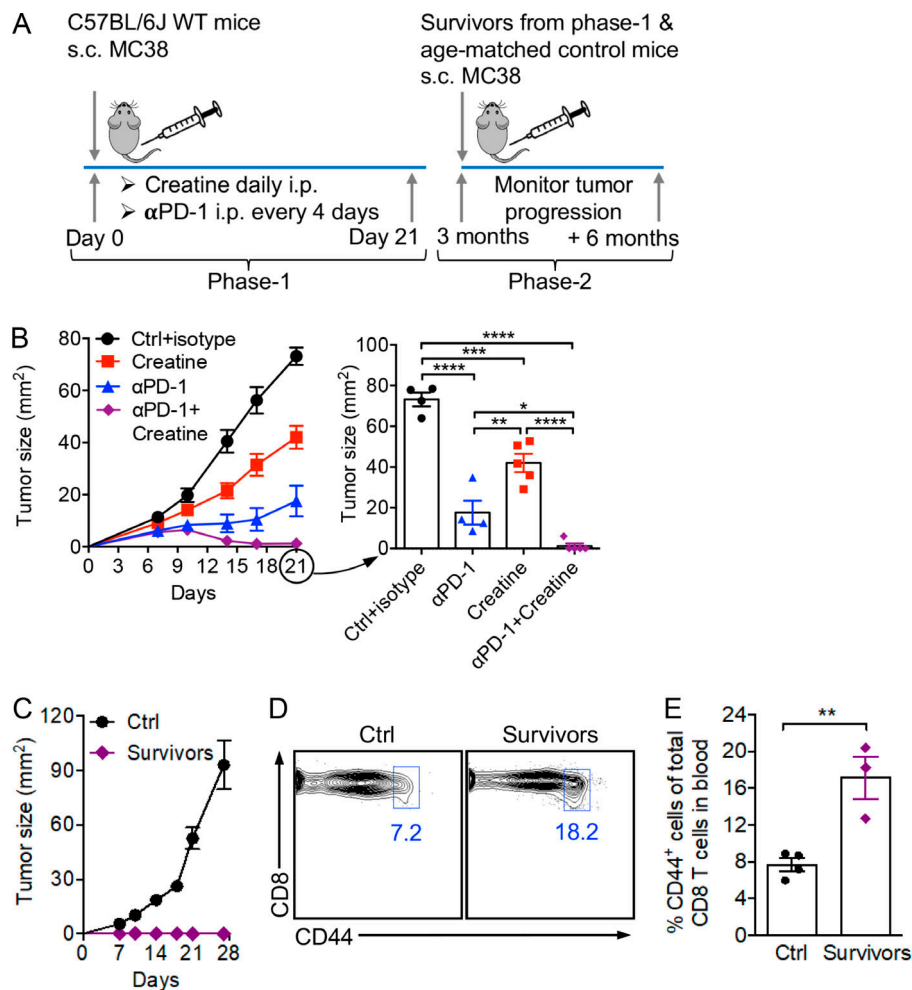 A
C57BL/6J WT mice
s.c. MC38
Survivors from phase-1 &
age-matched control mice
s.c. MC38
➢ Creatine daily i.p.
➢ αPD-1 i.p. every 4 days
Day 0
Day 21
Phase-1
Monitor tumor
progression
3 months
+ 6 months
Phase-2
B
Tumor size (mm²)
80
60
40
20
0
0 3 6 9 12 15 18 21
Days
Ctrl+isotype
Creatine
αPD-1
αPD-1+
Creatine
Tumor size (mm²)
100
80
60
40
20
0
****
***
****
*
**
****
Ctrl+isotype
αPD-1
Creatine
αPD-1+Creatine
C
Tumor size (mm²)
120
90
60
30
0
0 7 14 21 28
Days
Ctrl
Survivors
D
Ctrl
Survivors
7.2
18.2
CD8
CD44
E
% CD44⁺ cells of total
CD8 T cells in blood
24
20
16
12
8
4
0
**
Ctrl
Survivors